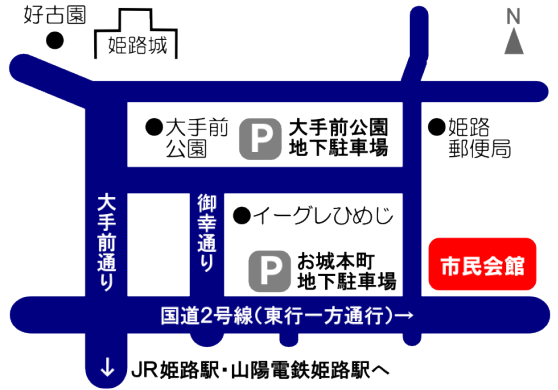 好古園
姫路城
N
大手前
公園
P
大手前公園
地下駐車場
姫路
郵便局
大手前通り
御幸通り
イーグレひめじ
P
お城本町
地下駐車場
市民会館
国道2号線(東行一方通行)→
↓
JR姫路駅・山陽電鉄姫路駅へ